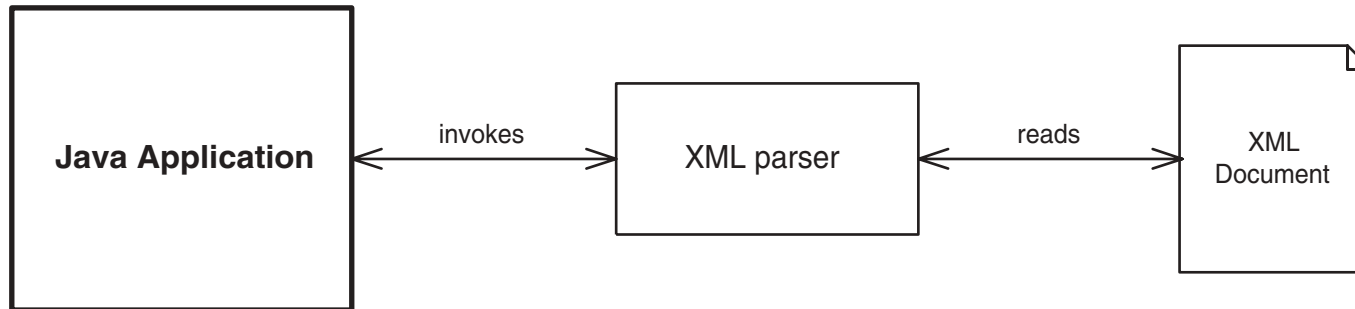 Java Application
invokes
XML parser
reads
XML
Document